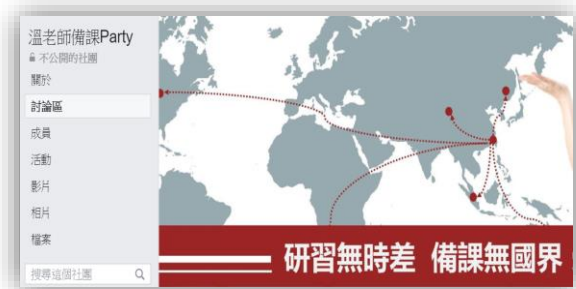 溫老師備課Party
不公開的社團
關於
討論區
成員
活動
影片
相片
檔案
搜尋這個社團
研習無時差 備課無國界